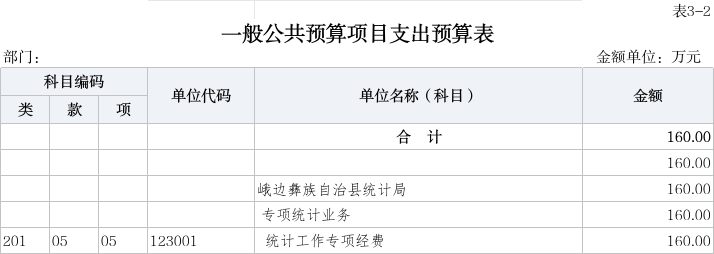 表3-2
一般公共预算项目支出预算表
部门： 金额单位：万元
科目编码 单位代码 单位名称（科目） 金额
类 款 项
合 计 160.00
160.00
峨边彝族自治县统计局 160.00
专项统计业务 160.00
201 05 05 123001 统计工作专项经费 160.00